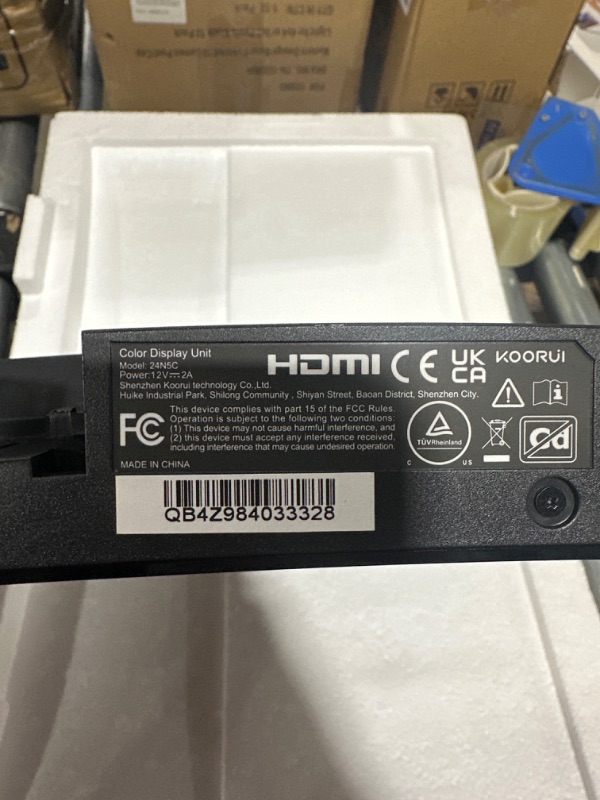 Color Display Unit
Model: 24N5C
Power:12V⎓2A
Shenzhen Koorui technology Co.,Ltd.
Huike Industrial Park, Shilong Community , Shiyan Street, Baoan District, Shenzhen City.
HDMI CE UK
CA KOORUI
FC
This device complies with part 15 of the FCC Rules.
Operation is subject to the following two conditions
(1) This device may not cause harmful interference, and
(2) this device must accept any interference received,
including interference that may cause undesired operation.
TÜVRheinland
C US
Cd
MADE IN CHINA
QB4Z984033328